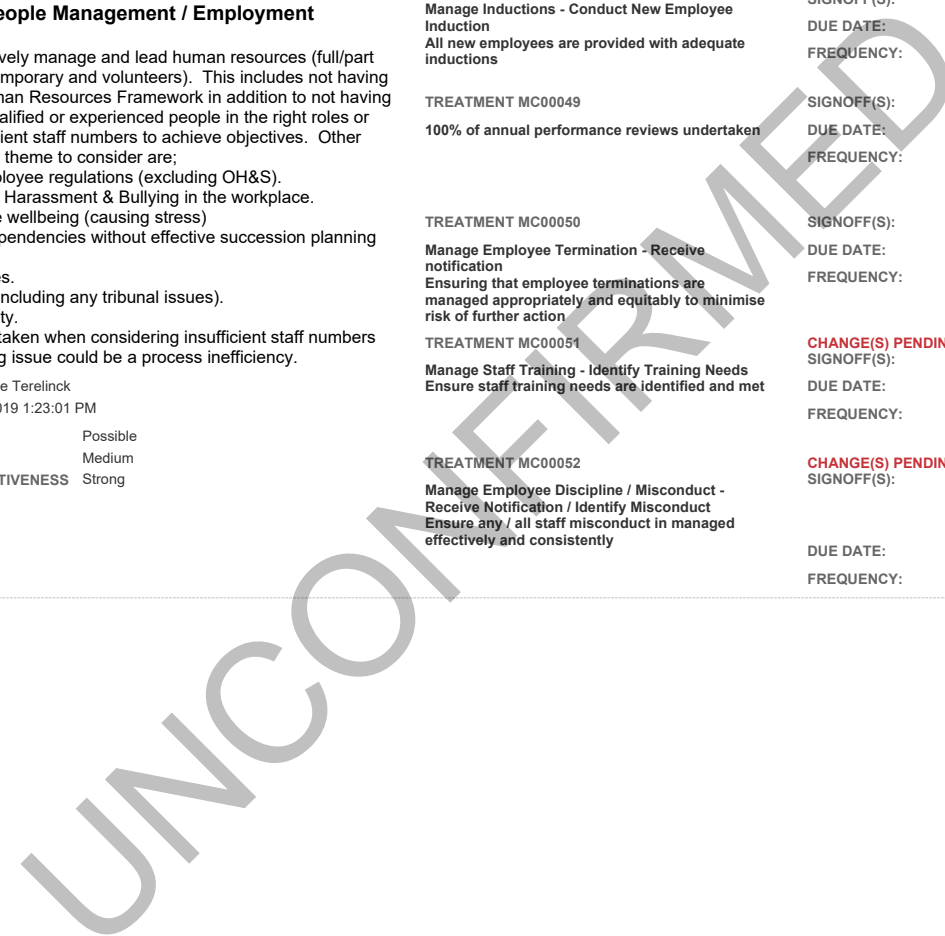 eople Management / Employment
vely manage and lead human resources (full/part
mporary and volunteers). This includes not having
man Resources Framework in addition to not having
alified or experienced people in the right roles or
ient staff numbers to achieve objectives. Other
theme to consider are;
ployee regulations (excluding OH&S).
Harassment & Bullying in the workplace.
e wellbeing (causing stress)
pendencies without effective succession planning
es.
ncluding any tribunal issues).
ty.
taken when considering insufficient staff numbers
g issue could be a process inefficiency.
e Terelinck
019 1:23:01 PM
Possible
Medium
TIVENESS Strong
Manage Inductions - Conduct New Employee
Induction
All new employees are provided with adequate
inductions
SIGNOFF(S):
DUE DATE:
FREQUENCY:
TREATMENT MC00049
100% of annual performance reviews undertaken
SIGNOFF(S):
DUE DATE:
FREQUENCY:
TREATMENT MC00050
Manage Employee Termination - Receive
notification
Ensuring that employee terminations are
managed appropriately and equitably to minimise
risk of further action
SIGNOFF(S):
DUE DATE:
FREQUENCY:
TREATMENT MC00051
Manage Staff Training - Identify Training Needs
Ensure staff training needs are identified and met
CHANGE(S) PENDIN
SIGNOFF(S):
DUE DATE:
FREQUENCY:
TREATMENT MC00052
Manage Employee Discipline / Misconduct -
Receive Notification / Identify Misconduct
Ensure any / all staff misconduct in managed
effectively and consistently
CHANGE(S) PENDIN
SIGNOFF(S):
DUE DATE:
FREQUENCY:
UNCONFIRMED